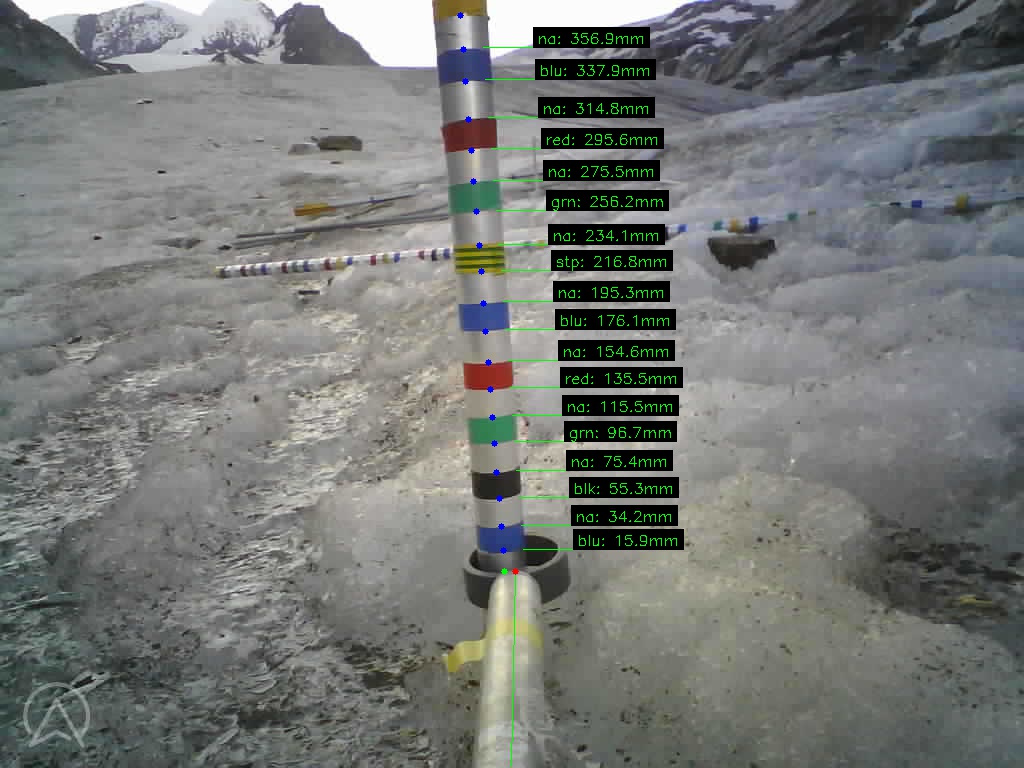 na: 356.9mm
blu: 337.9mm
na: 314.8mm
red: 295.6mm
na: 275.5mm
grn: 256.2mm
na: 234.1mm
stp: 216.8mm
na: 195.3mm
blu: 176.1mm
na: 154.6mm
red: 135.5mm
na: 115.5mm
grn: 96.7mm
na: 75.4mm
blk: 55.3mm
na: 34.2mm
blu: 15.9mm